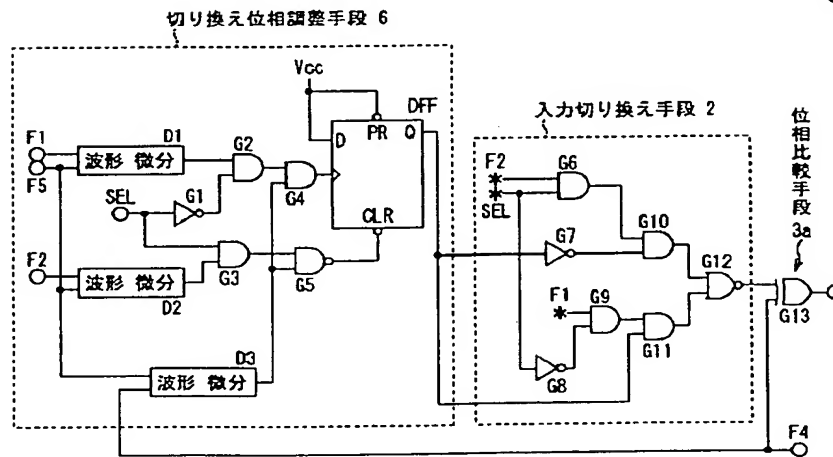 切り換え位相調整手段 6
Vcc
DFF
入力切り換え手段 2
位相比較手段
3a
F1
F5
D1
波形 微分
G2
G4
D
PR
Q
SEL
G1
CLR
F2
波形 微分
D2
G3
G5
D3
波形 微分
F2
SEL
G6
G7
G10
G12
F1
G9
G11
G8
G13
F4